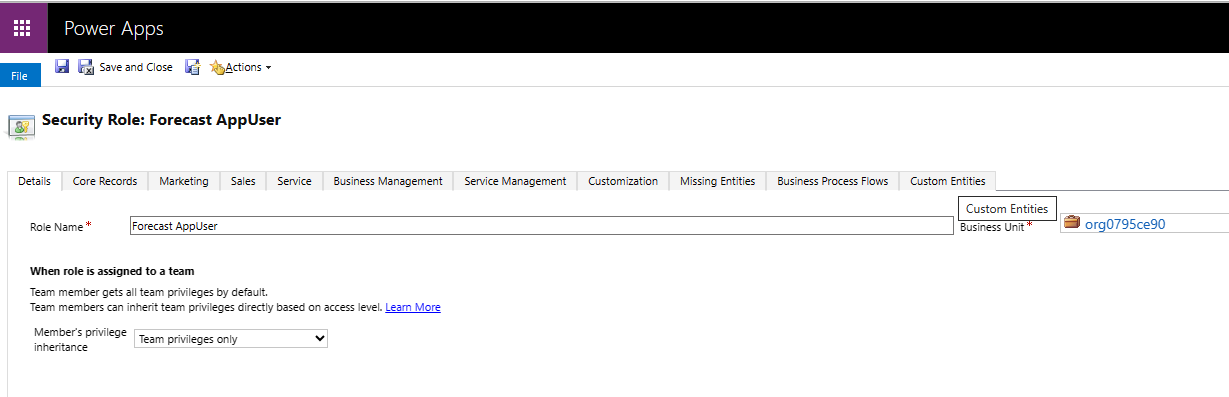 Power Apps
File
Save and Close
Actions
Security Role: Forecast AppUser
Details Core Records Marketing Sales Service Business Management Service Management Customization Missing Entities Business Process Flows Custom Entities
Custom Entities
Role Name* Forecast AppUser Business Unit* org0795ce90
When role is assigned to a team
Team member gets all team privileges by default.
Team members can inherit team privileges directly based on access level. Learn More
Member's privilege
inheritance
Team privileges only